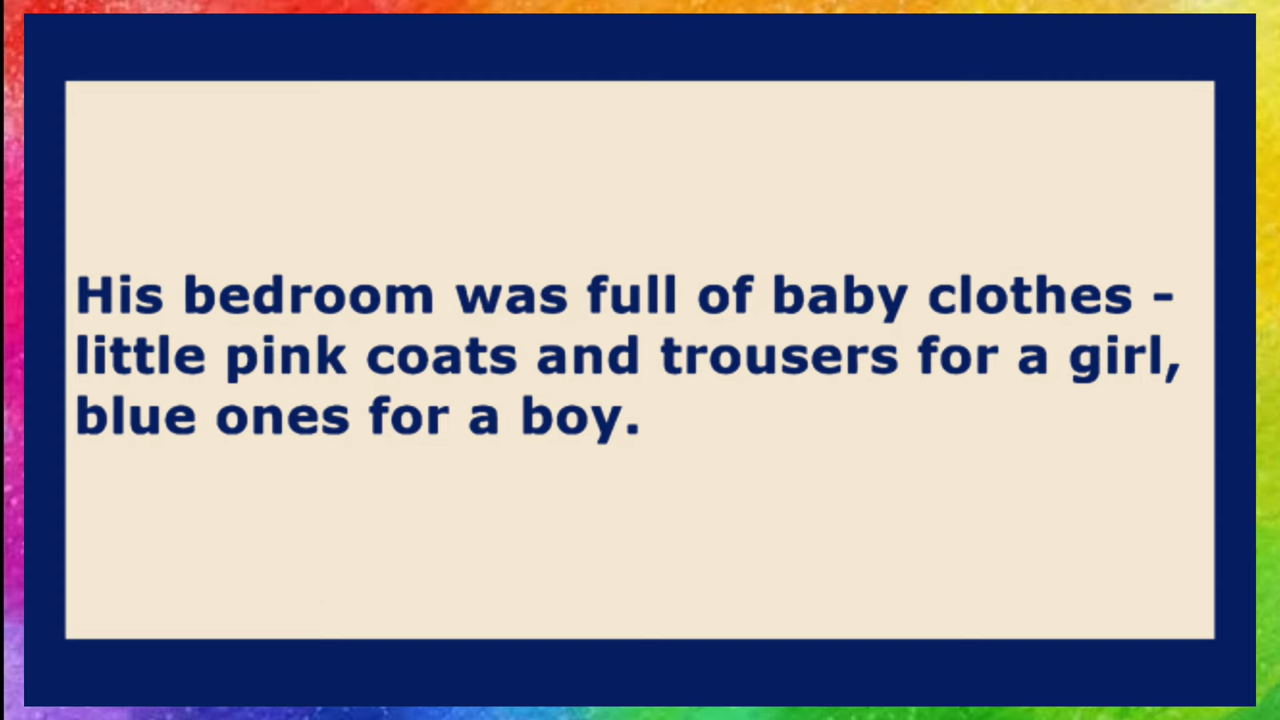 His bedroom was full of baby clothes -
little pink coats and trousers for a girl,
blue ones for a boy.